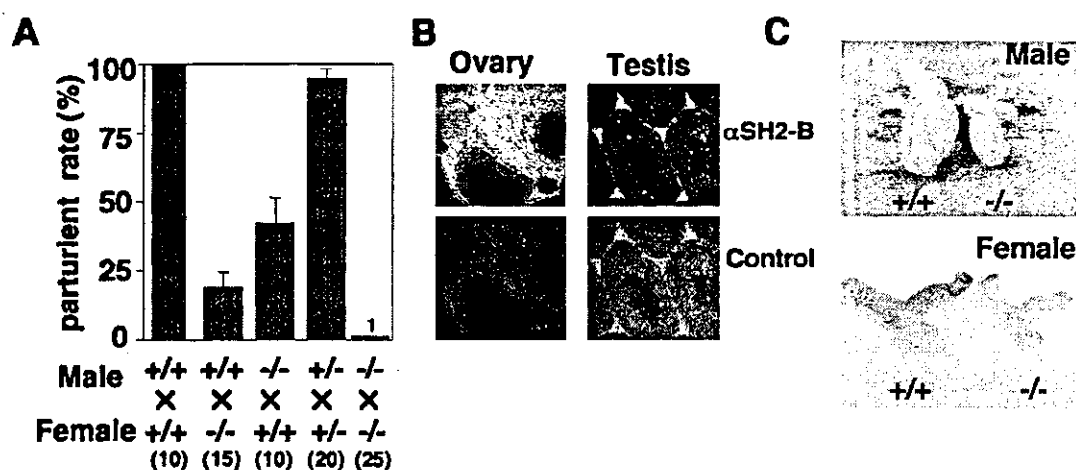 A
parturient rate (%)
100
75
50
25
0
1
Male +/+ +/+ -/- +/- -/-
X X X X X
Female +/+ -/- +/+ +/- -/-
(10) (15) (10) (20) (25)
B
Ovary Testis
αSH2-B
Control
C
Male
+/+ -/-
Female
+/+ -/-